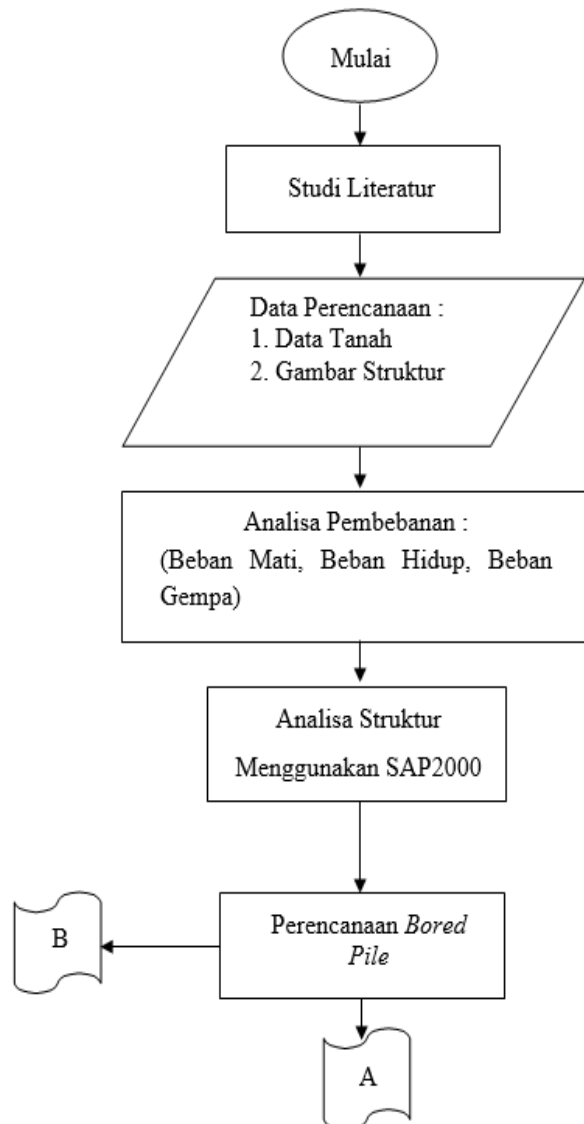 Mulai
Studi Literatur
Data Perencanaan :
1. Data Tanah
2. Gambar Struktur
Analisa Pembebanan :
(Beban Mati, Beban Hidup, Beban
Gempa)
Analisa Struktur
Menggunakan SAP2000
Perencanaan Bored
Pile
B
A